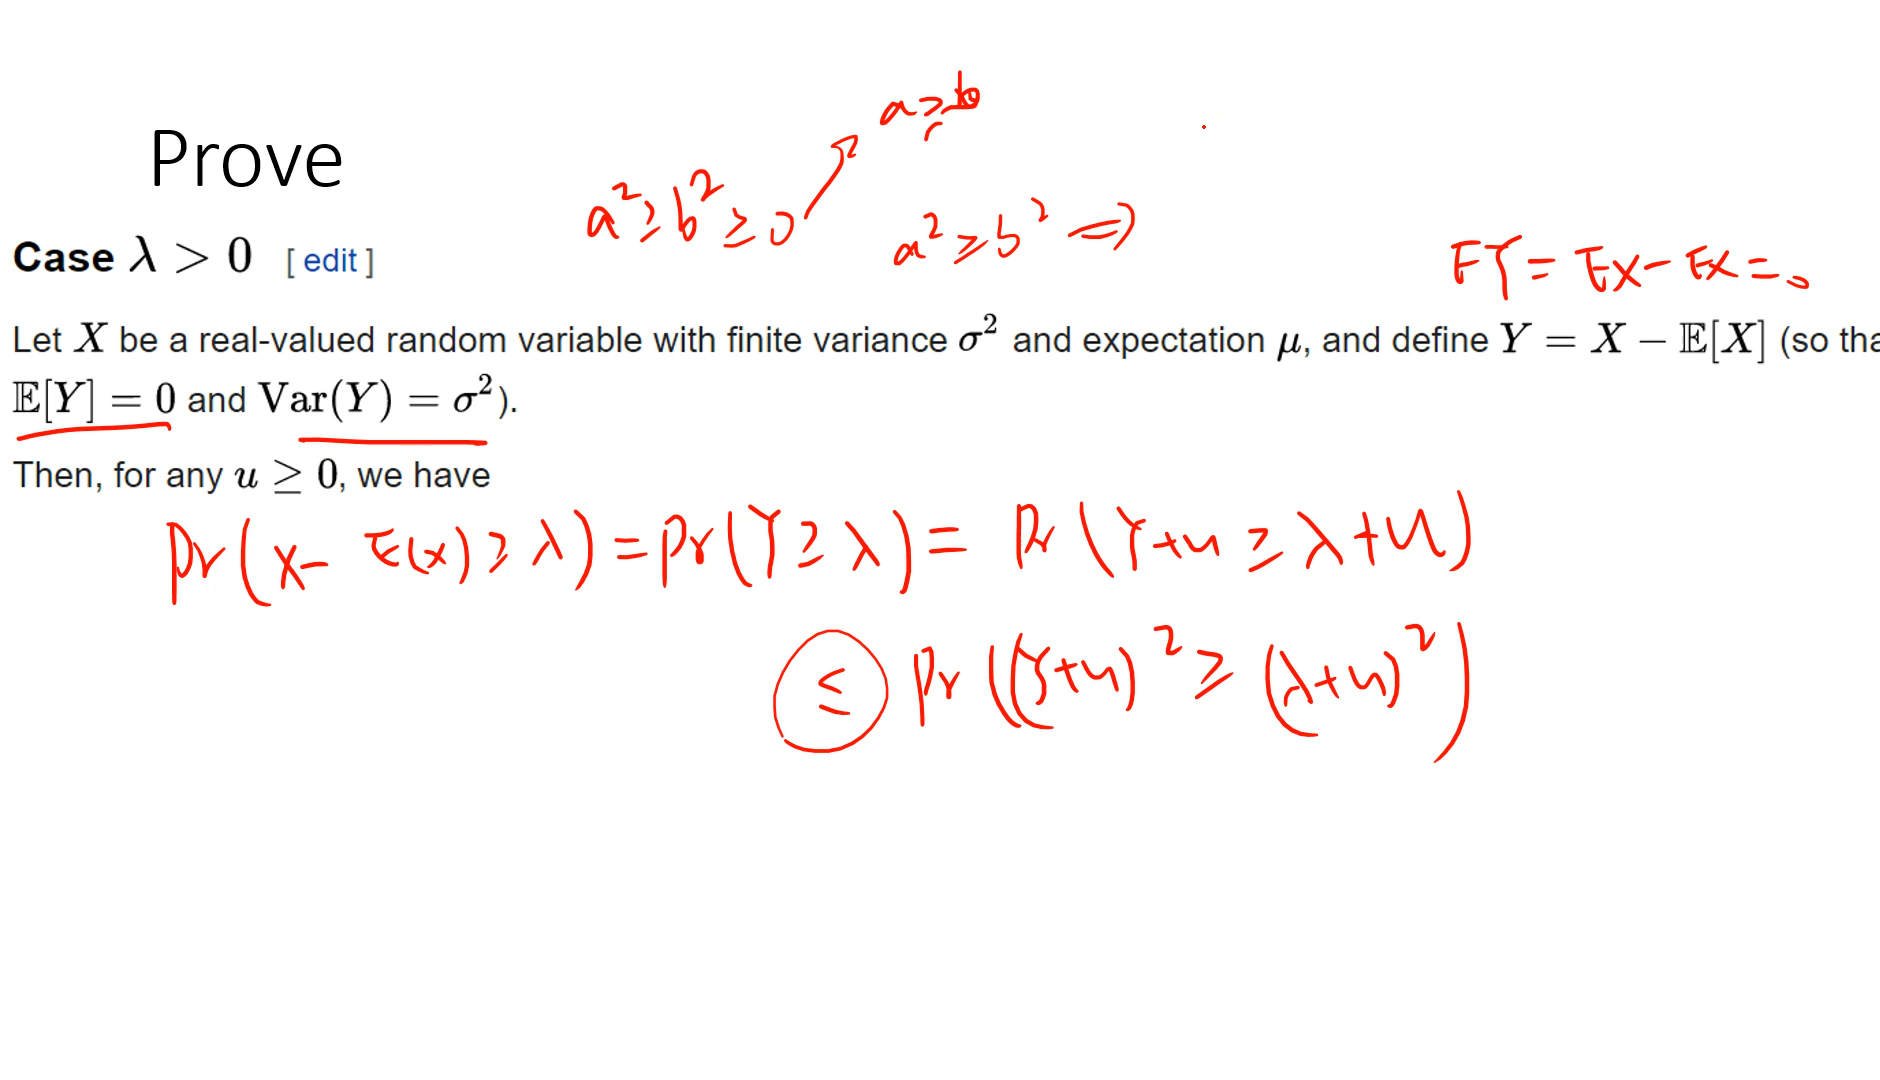 a ≥ b
Prove
a² ≥ b² ≥ 0
a² ≥ b² ⇒
Case λ > 0 [ edit ]
EY = EX − EX = 0
Let X be a real-valued random variable with finite variance σ² and expectation μ, and define Y = X − 𝔼[X] (so tha
𝔼[Y] = 0 and Var(Y) = σ²).
Then, for any u ≥ 0, we have
Pr(X − E(X) ≥ λ) = Pr(Y ≥ λ) = Pr(Y+u ≥ λ+u)
≤ Pr((Y+u)² ≥ (λ+u)²)